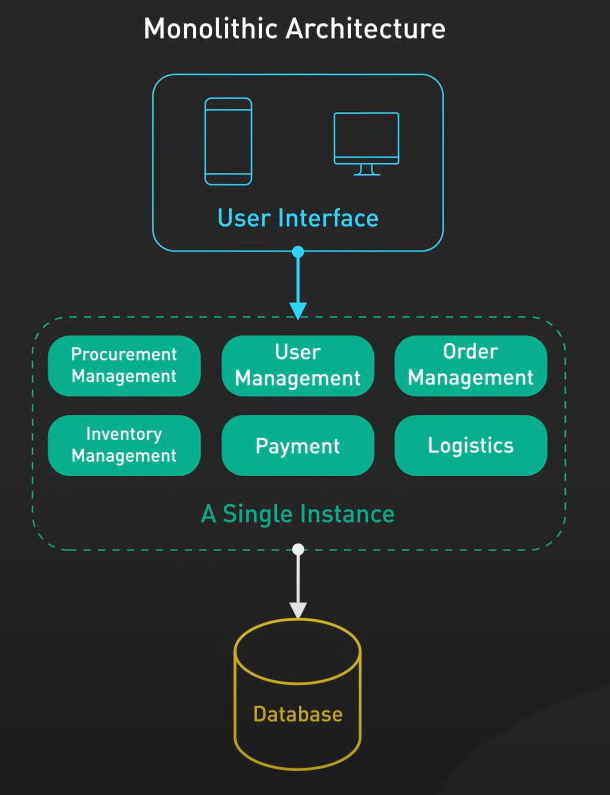 Monolithic Architecture
User Interface
Procurement
Management
User
Management
Order
Management
Inventory
Management
Payment
Logistics
A Single Instance
Database